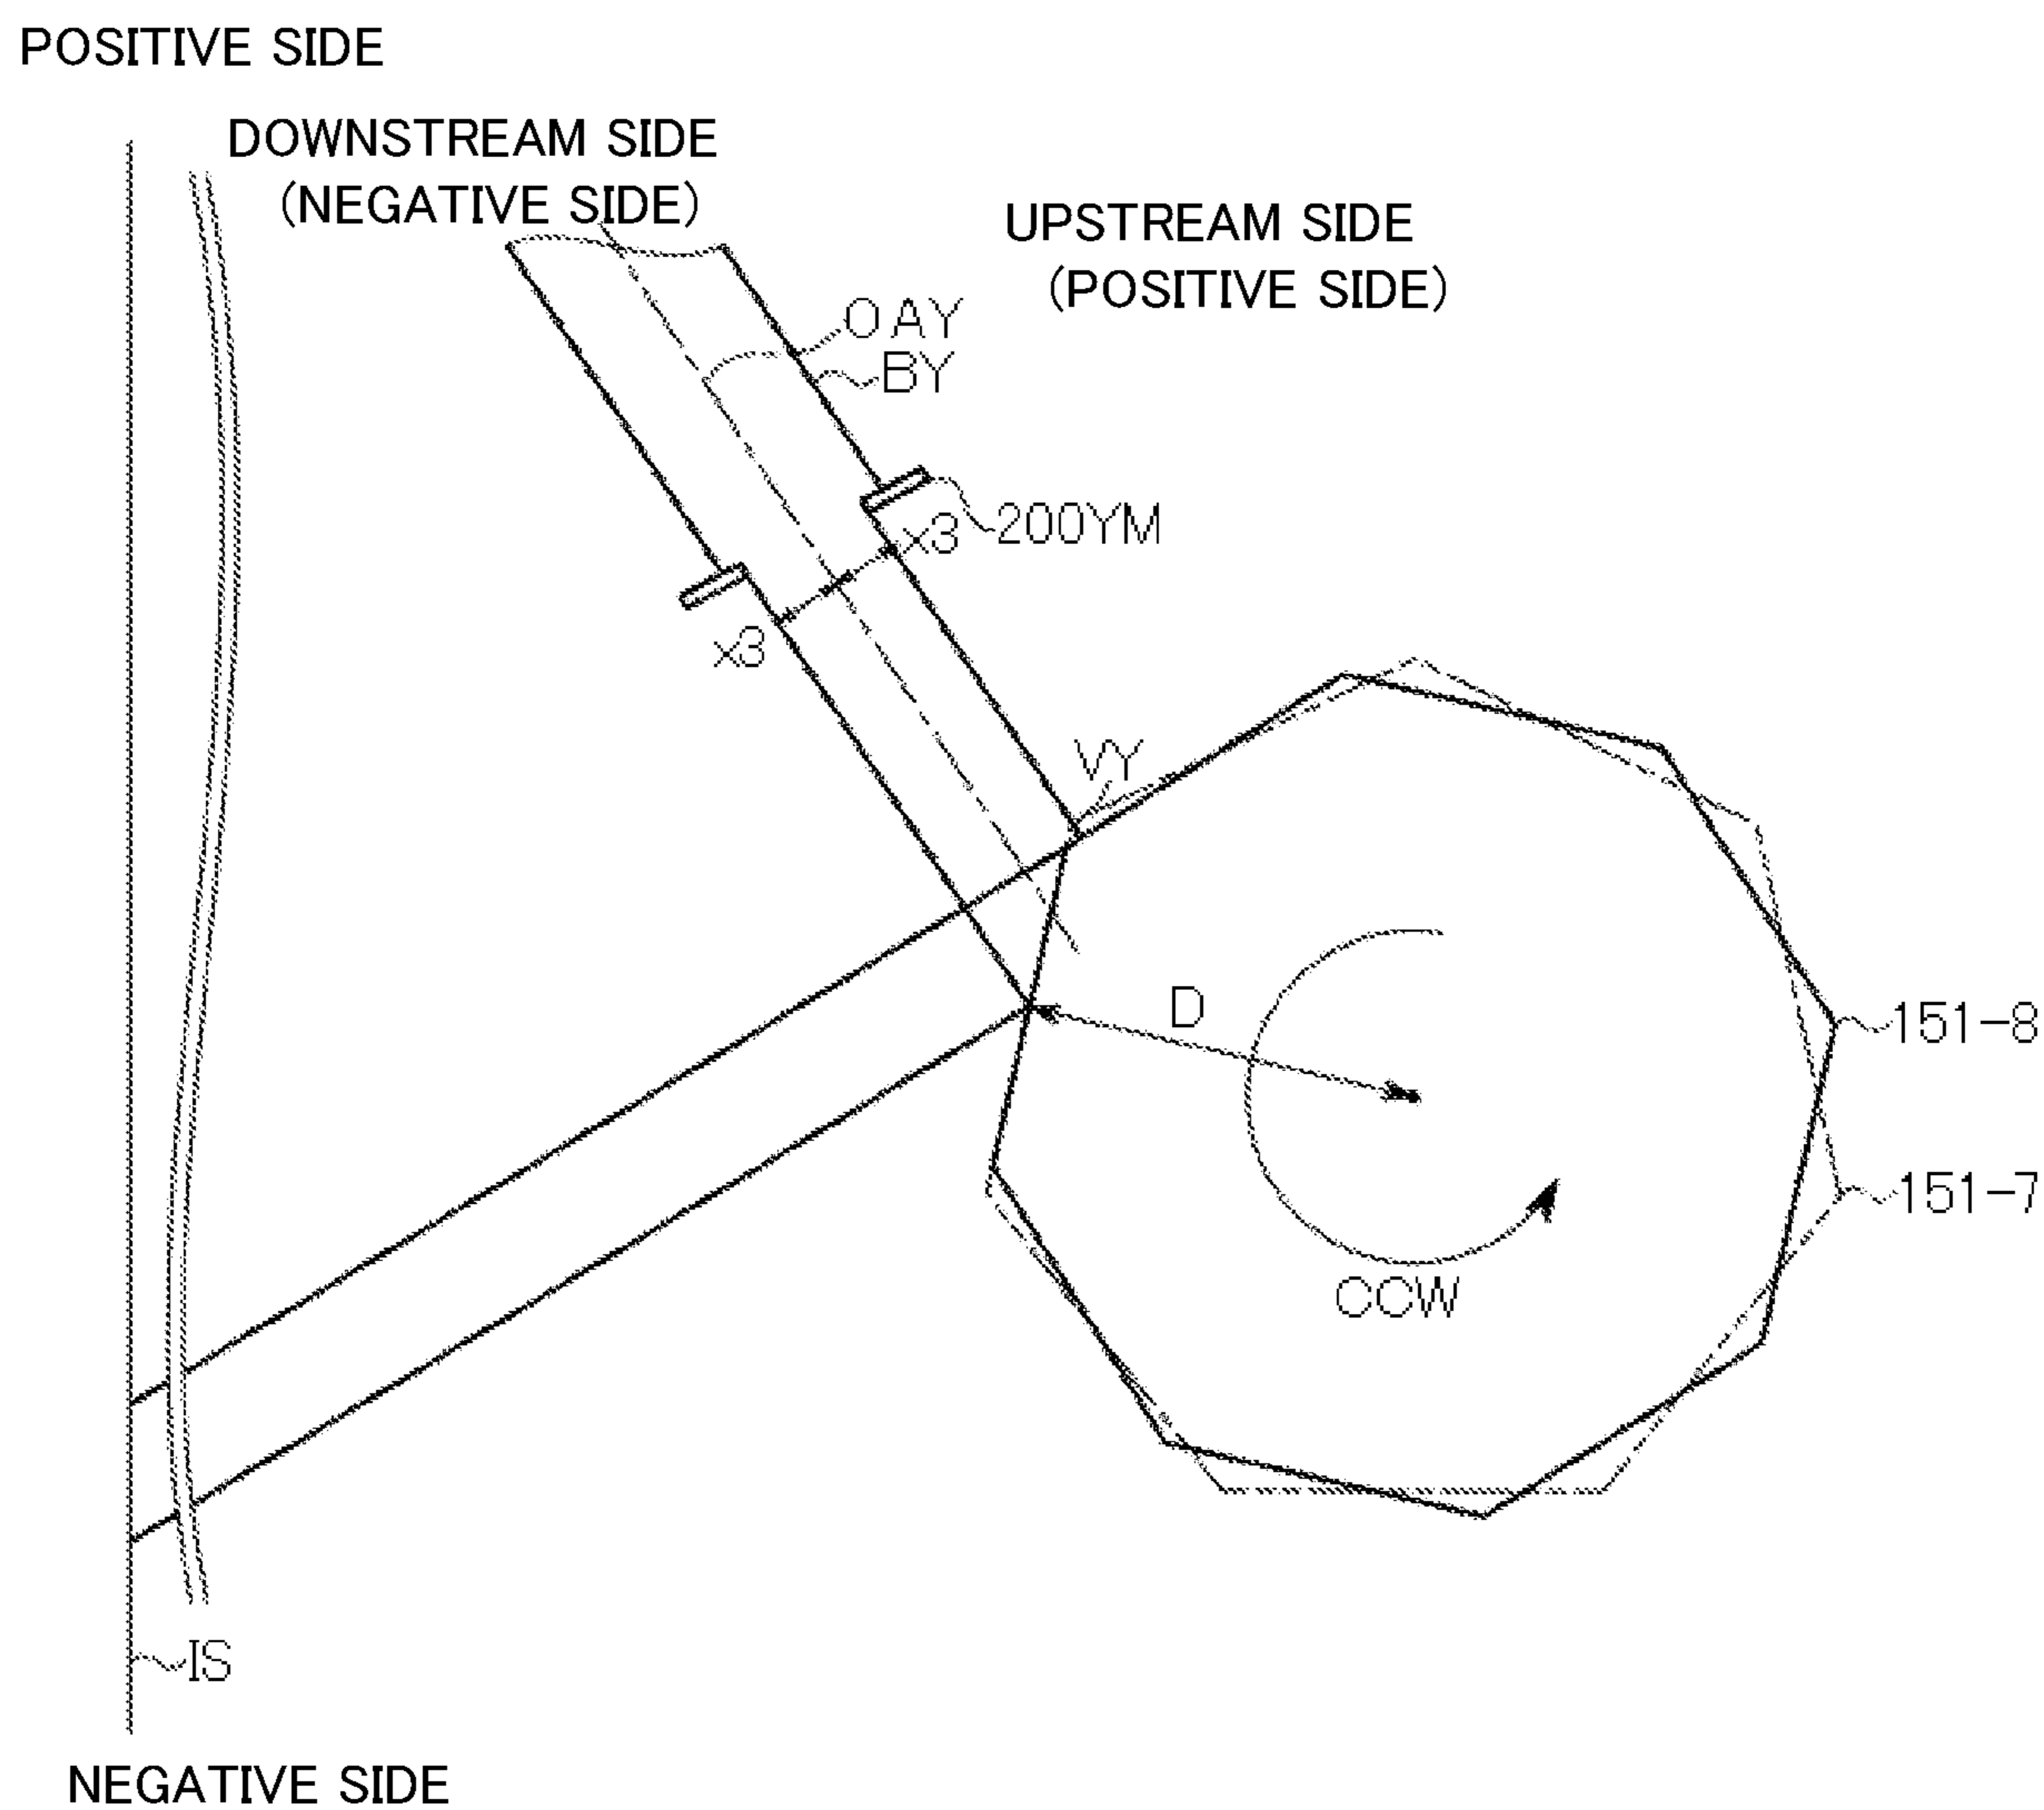 POSITIVE SIDE
DOWNSTREAM SIDE
(NEGATIVE SIDE)
UPSTREAM SIDE
(POSITIVE SIDE)
OAY
BY
200YM
x3
x3
VY
D
151-8
151-7
CCW
IS
NEGATIVE SIDE